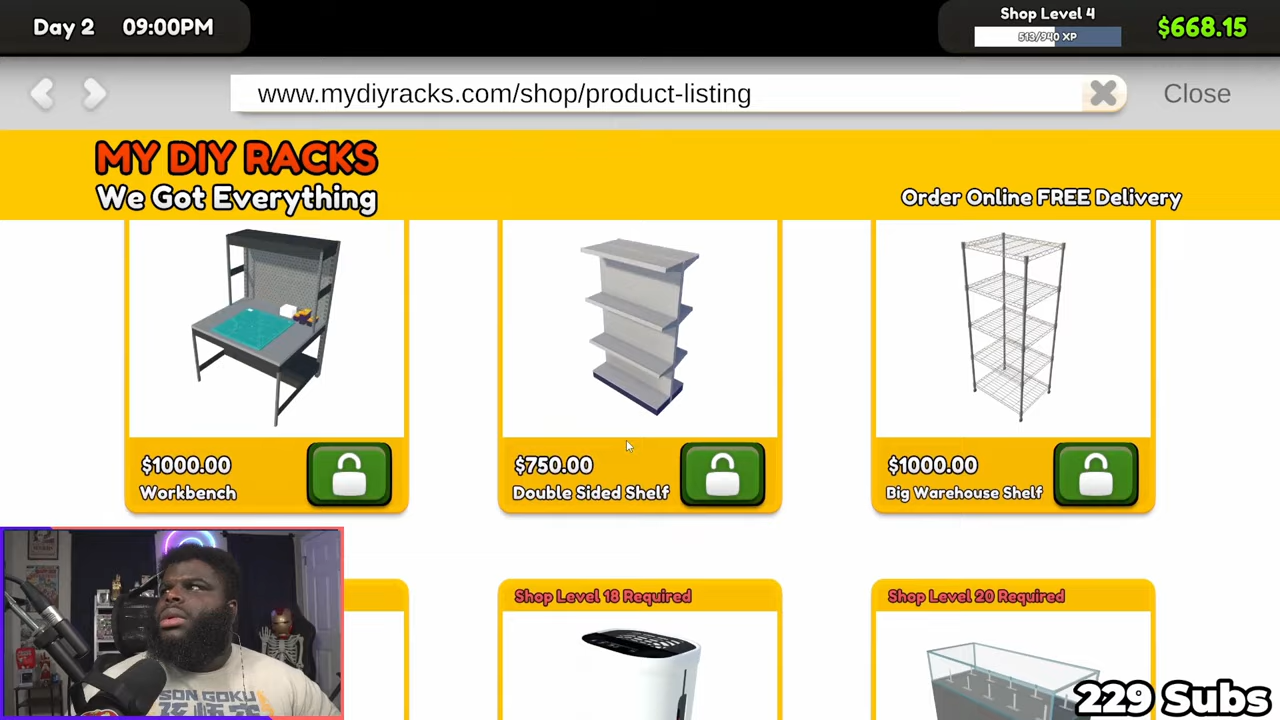 Day 2 09:00PM
Shop Level 4
513/940 XP
$668.15
www.mydiyracks.com/shop/product-listing
Close
MY DIY RACKS
We Got Everything
Order Online FREE Delivery
$1000.00
Workbench
$750.00
Double Sided Shelf
$1000.00
Big Warehouse Shelf
Shop Level 18 Required
Shop Level 20 Required
SON GOKU
229 Subs